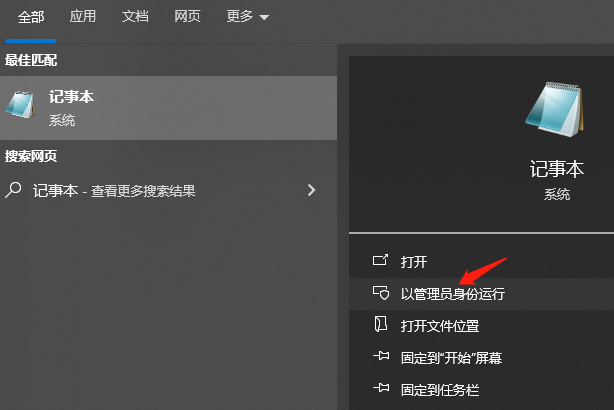 全部 应用 文档 网页 更多
最佳匹配
记事本
系统
搜索网页
记事本 - 查看更多搜索结果
记事本
系统
打开
以管理员身份运行
打开文件位置
固定到“开始”屏幕
固定到任务栏